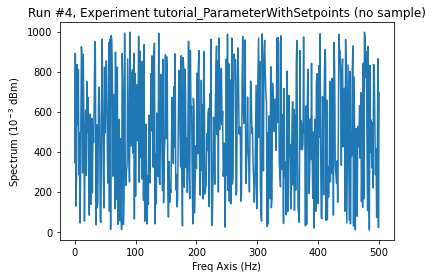 Run #4, Experiment tutorial_ParameterWithSetpoints (no sample)
1000
800
600
400
200
0
Spectrum (10⁻³ dBm)
0 100 200 300 400 500
Freq Axis (Hz)